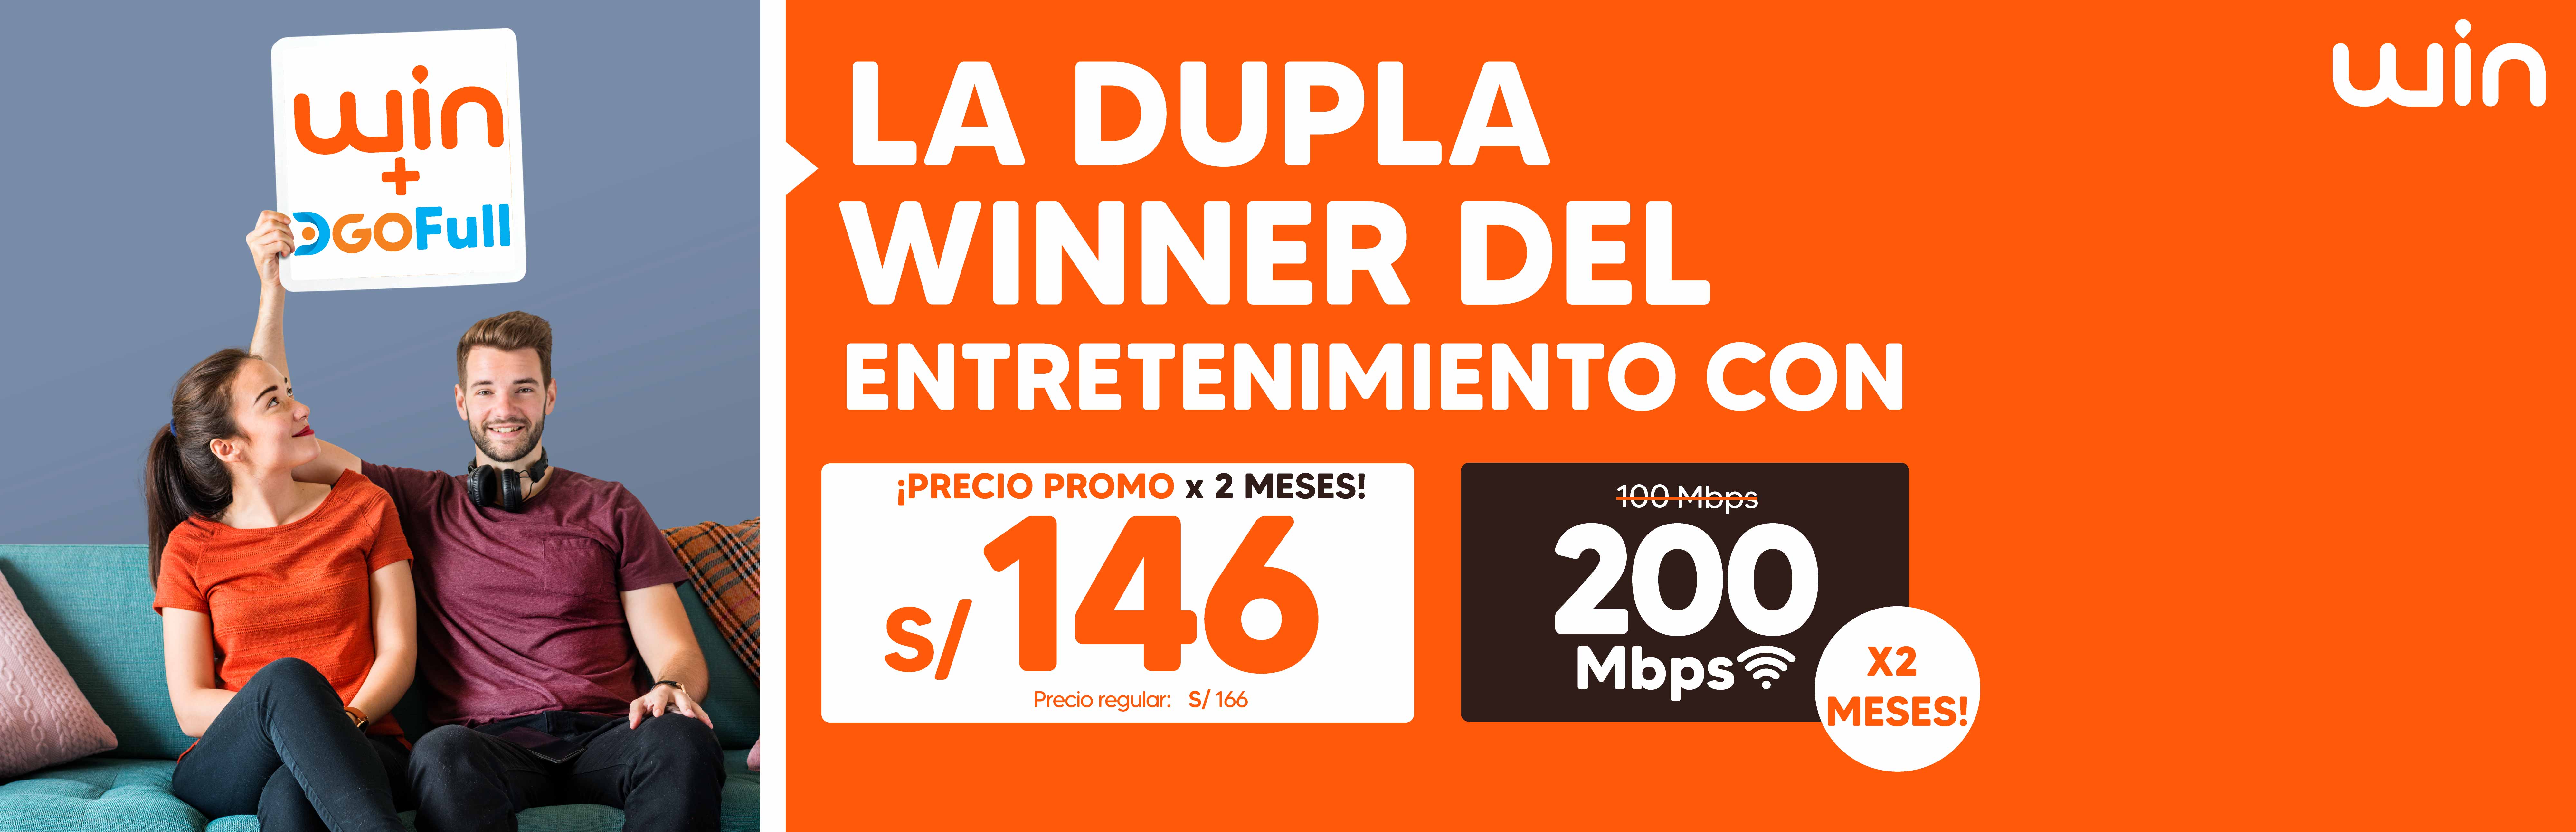 win
+
DGOFull
win
LA DUPLA
WINNER DEL
ENTRETENIMIENTO CON
¡PRECIO PROMO x 2 MESES!
S/ 146
Precio regular: S/ 166
100 Mbps
200
Mbps
X2
MESES!